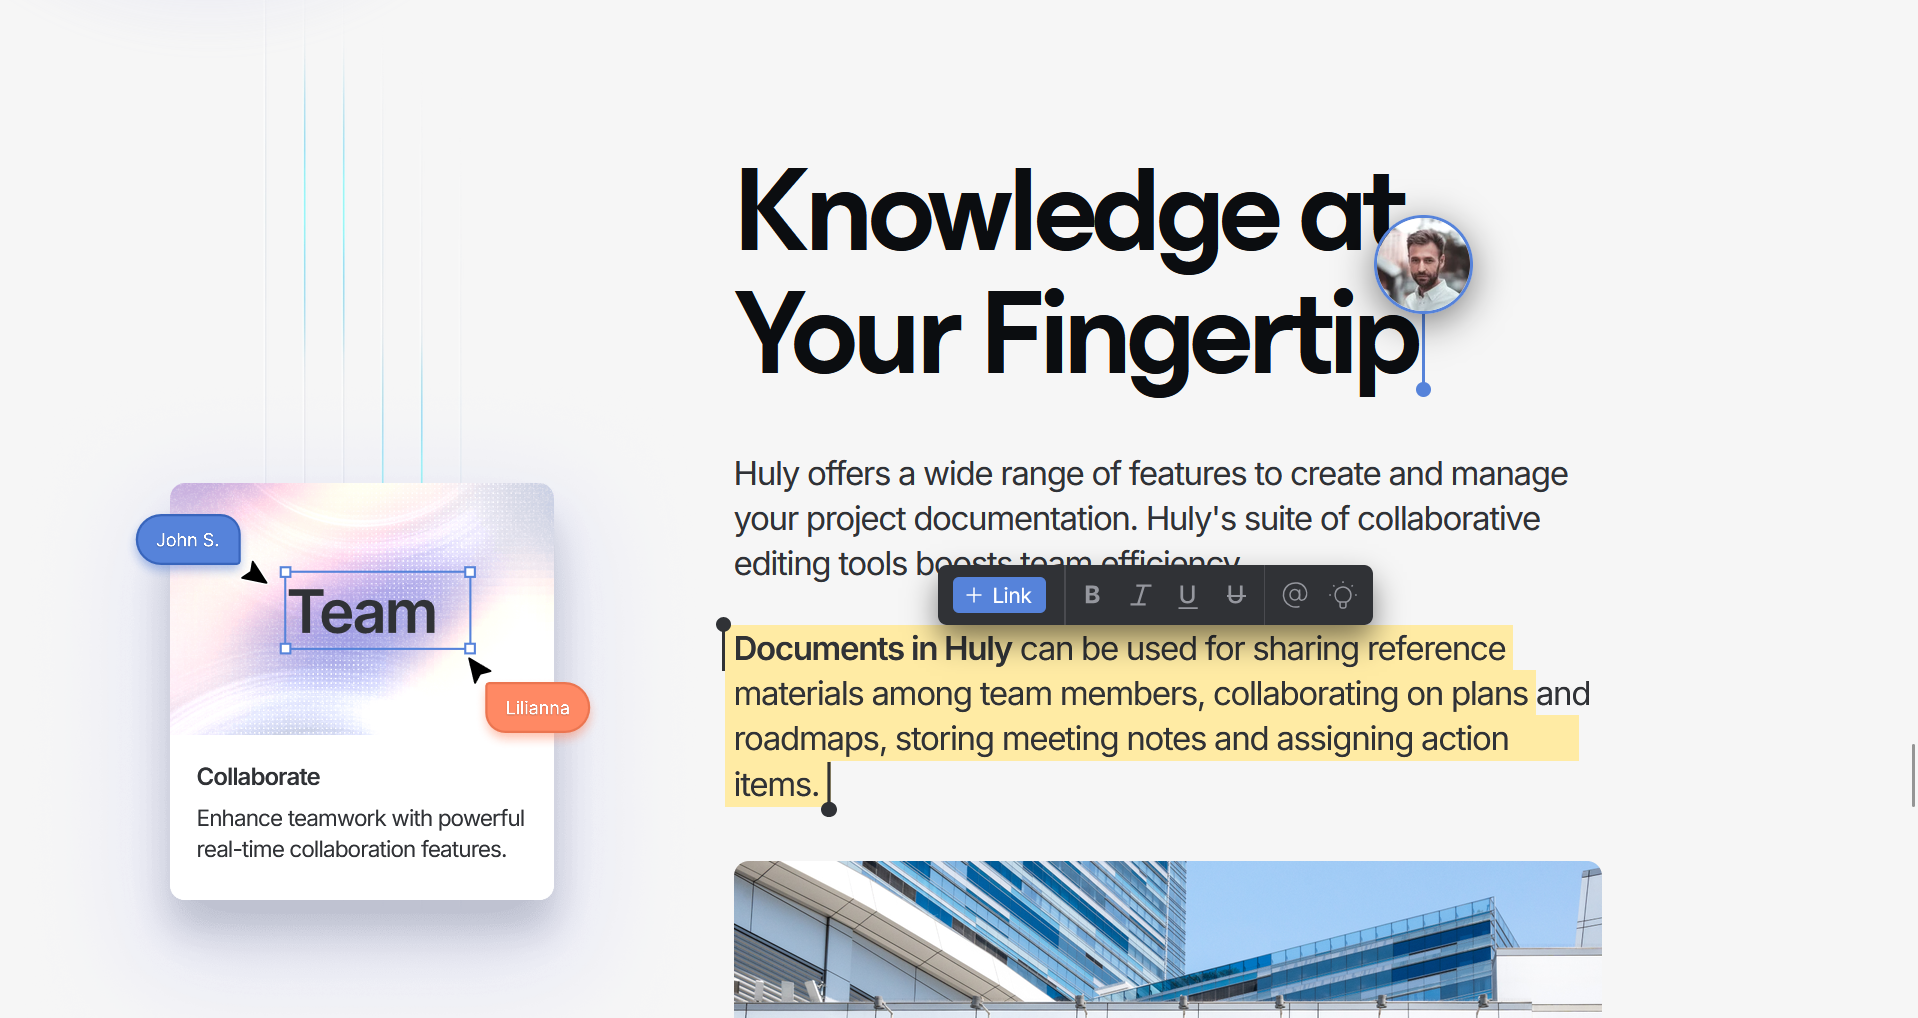 Knowledge at
Your Fingertip
Huly offers a wide range of features to create and manage
your project documentation. Huly's suite of collaborative
editing tools boosts team efficiency.
+ Link B I U U @
Documents in Huly can be used for sharing reference
materials among team members, collaborating on plans and
roadmaps, storing meeting notes and assigning action
items.
John S.
Team
Lilianna
Collaborate
Enhance teamwork with powerful
real-time collaboration features.